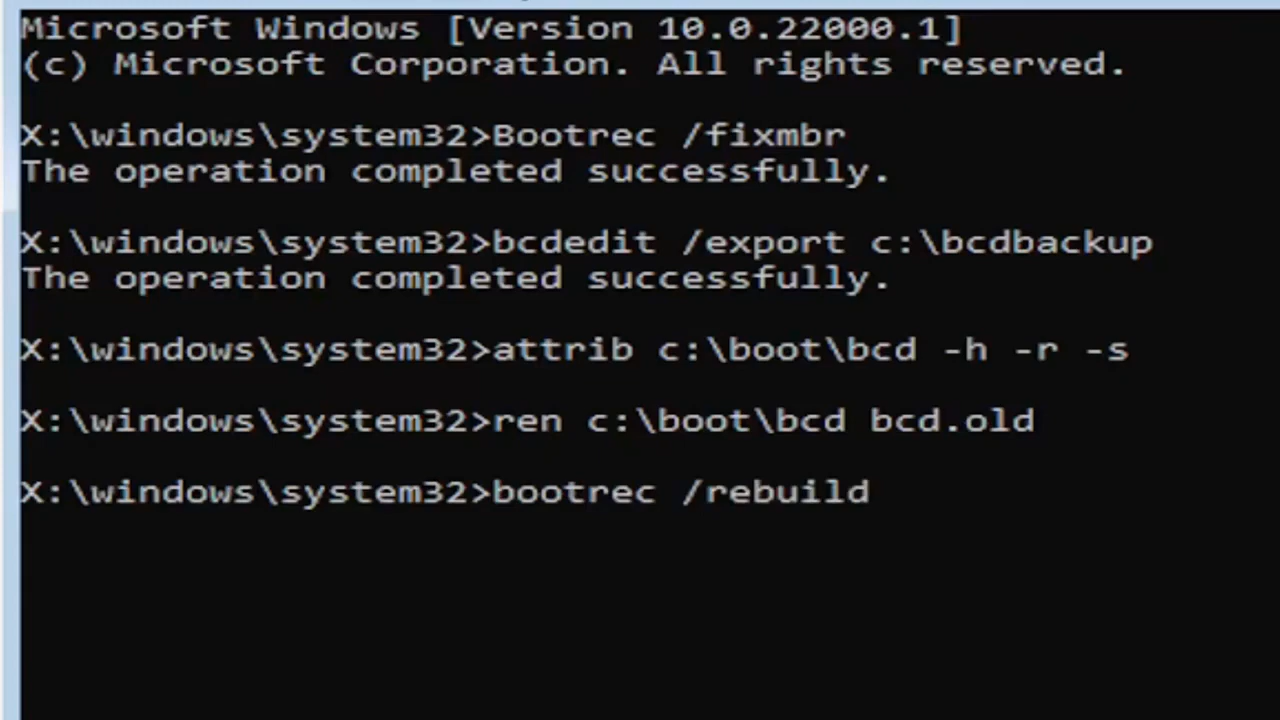 Microsoft Windows [Version 10.0.22000.1]
(c) Microsoft Corporation. All rights reserved.
X:\windows\system32>Bootrec /fixmbr
The operation completed successfully.
X:\windows\system32>bcdedit /export c:\bcdbackup
The operation completed successfully.
X:\windows\system32>attrib c:\boot\bcd -h -r -s
X:\windows\system32>ren c:\boot\bcd bcd.old
X:\windows\system32>bootrec /rebuild